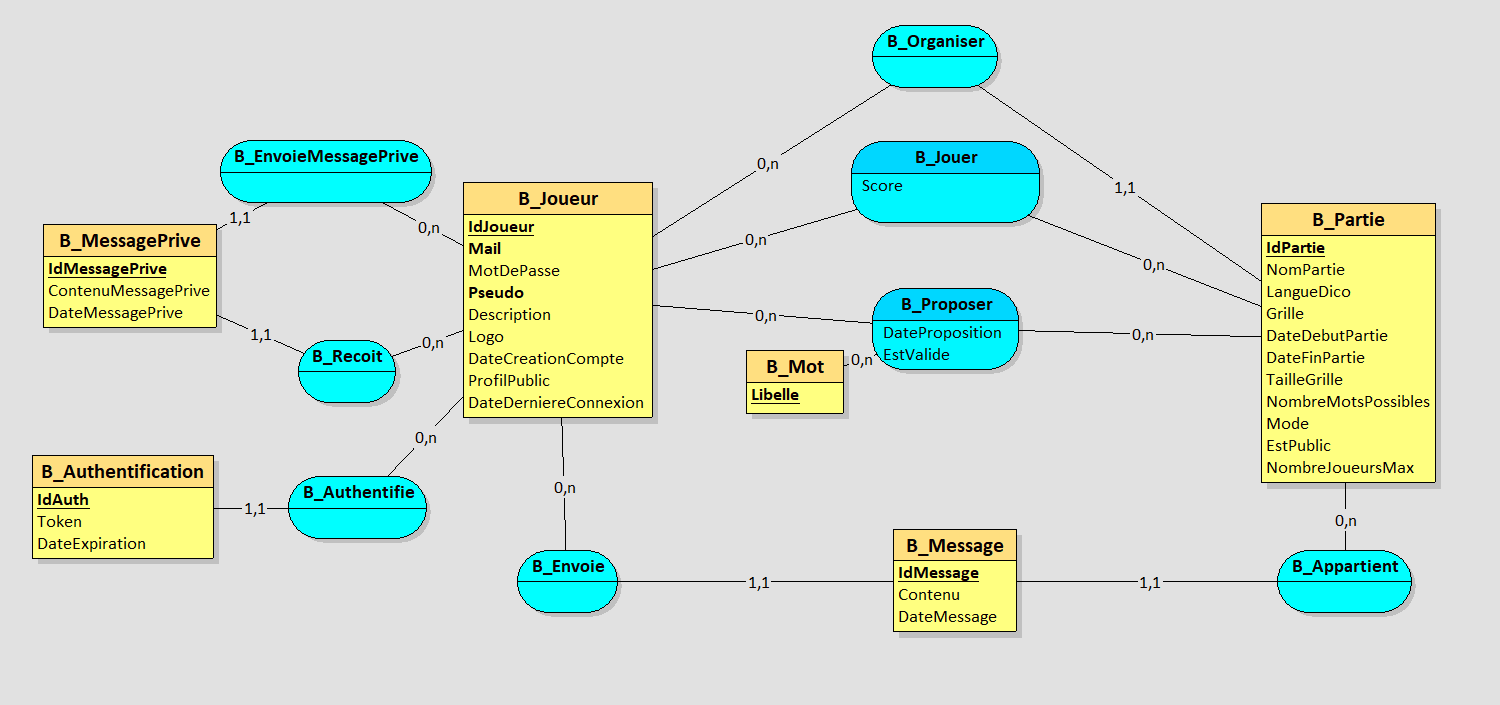 B_Organiser
0,n
1,1
B_Jouer
Score
0,n
0,n
B_EnvoieMessagePrive
1,1
0,n
B_MessagePrive
IdMessagePrive
ContenuMessagePrive
DateMessagePrive
1,1
B_Recoit
0,n
B_Joueur
IdJoueur
Mail
MotDePasse
Pseudo
Description
Logo
DateCreationCompte
ProfilPublic
DateDerniereConnexion
B_Proposer
DateProposition
EstValide
0,n
0,n
0,n
B_Mot
Libelle
B_Partie
IdPartie
NomPartie
LangueDico
Grille
DateDebutPartie
DateFinPartie
TailleGrille
NombreMotsPossibles
Mode
EstPublic
NombreJoueursMax
B_Authentification
IdAuth
Token
DateExpiration
1,1
B_Authentifie
0,n
0,n
B_Envoie
1,1
B_Message
IdMessage
Contenu
DateMessage
1,1
B_Appartient
0,n